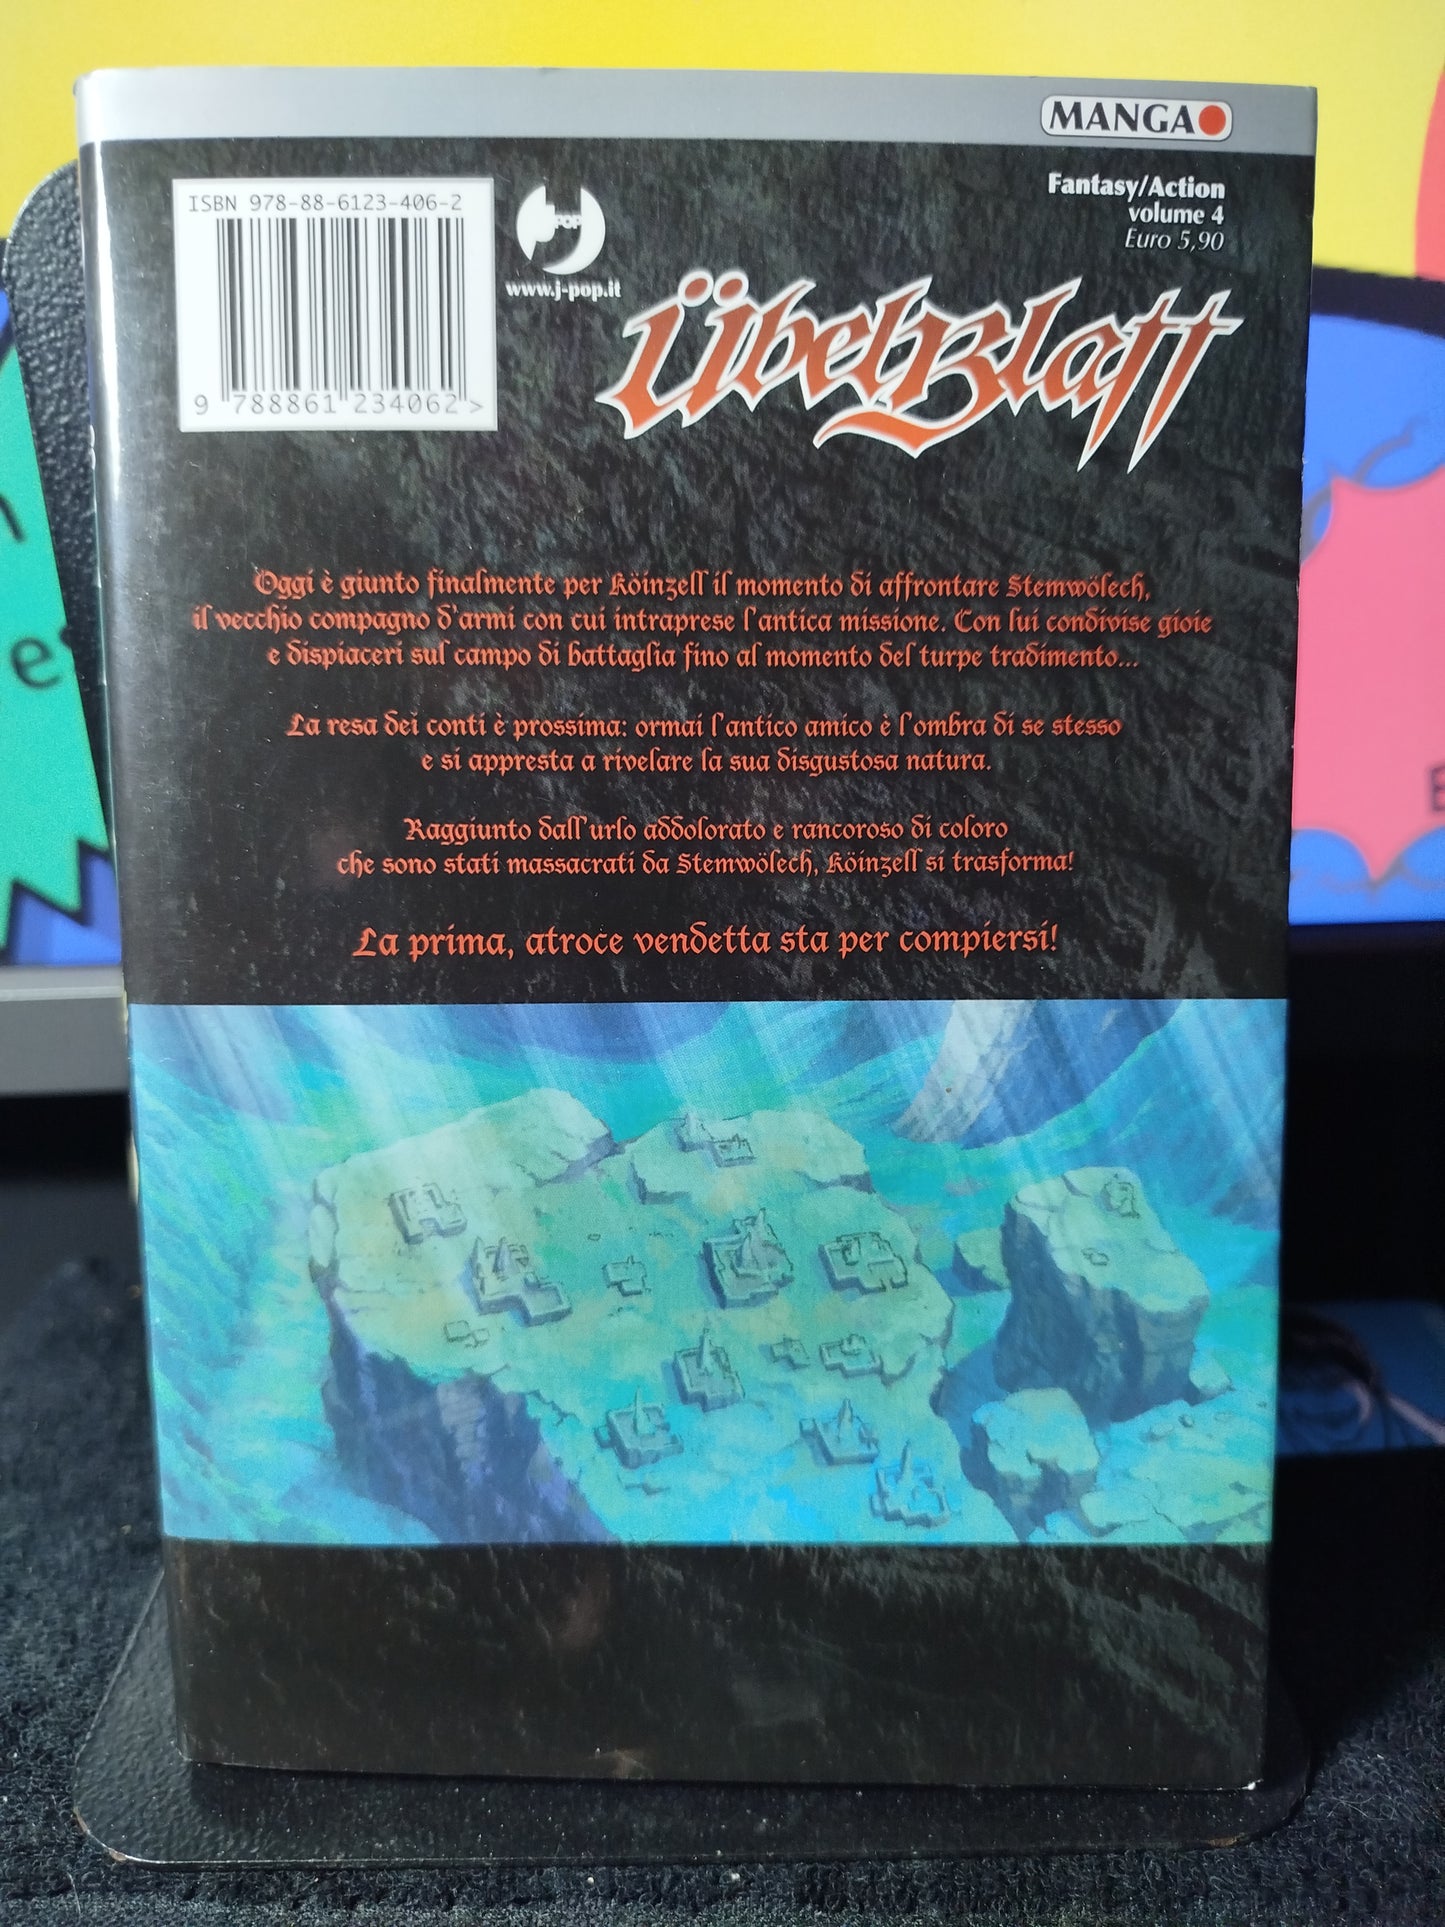 MANGA
ISBN 978-88-6123-406-2
9 788861 234062 >
J-POP
www.j-pop.it
Fantasy/Action
volume 4
Euro 5,90
ÜbelBlatt
Oggi è giunto finalmente per Köinzell il momento di affrontare Stemwölech,
il vecchio compagno d'armi con cui intraprese l'antica missione. Con lui condivise gioie
e dispiaceri sul campo di battaglia fino al momento del turpe tradimento...
La resa dei conti è prossima: ormai l'antico amico è l'ombra di se stesso
e si appresta a rivelare la sua disgustosa natura.
Raggiunto dall'urlo addolorato e rancoroso di coloro
che sono stati massacrati da Stemwölech, Köinzell si trasforma!
La prima, atroce vendetta sta per compiersi!